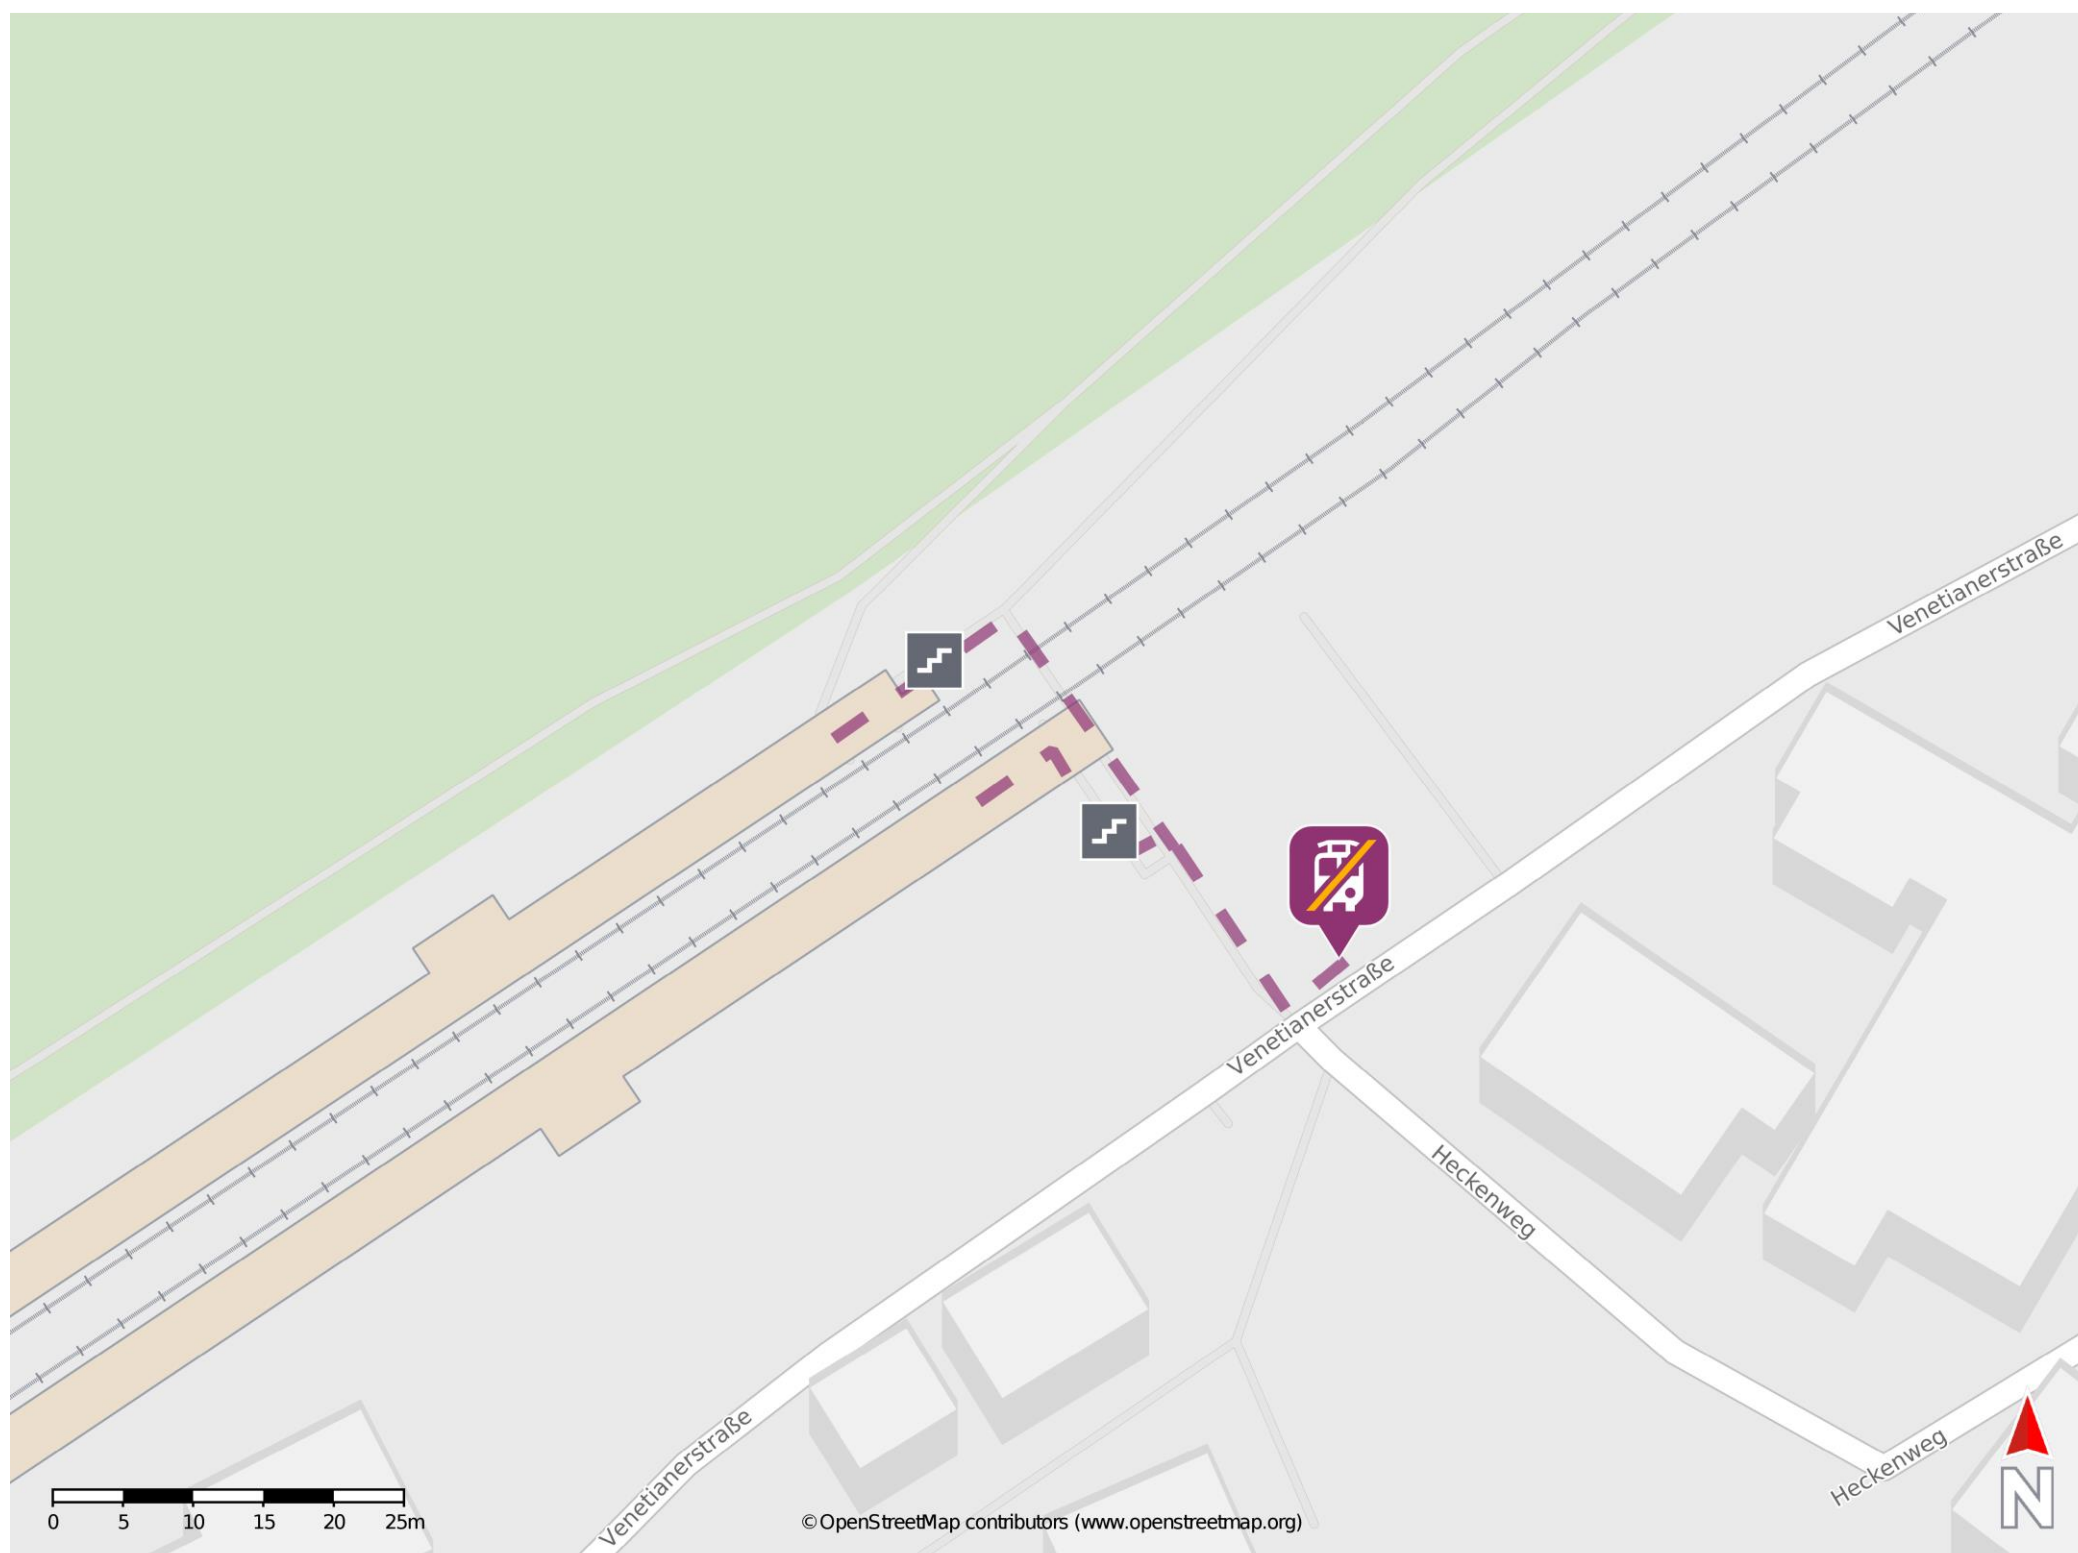 Venetianerstraße
Venetianerstraße
Heckenweg
Venetianerstraße
Heckenweg
N
0 5 10 15 20 25m
© OpenStreetMap contributors (www.openstreetmap.org)